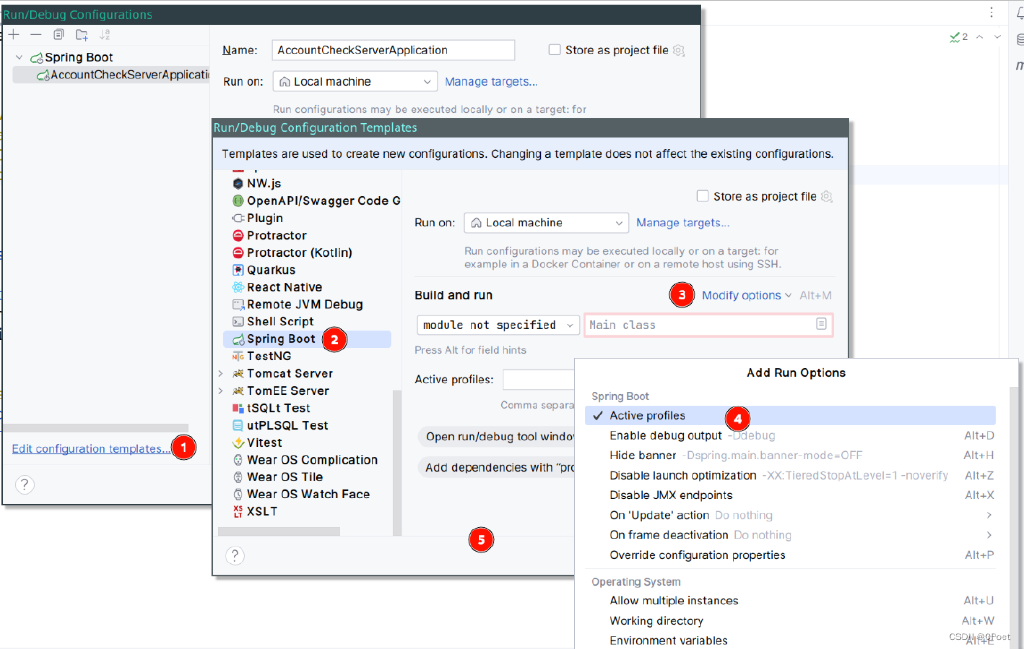 Run/Debug Configurations
2
Spring Boot
AccountCheckServerApplicati
Name:
AccountCheckServerApplication
Store as project file
Run on:
Local machine
Manage targets...
Run configurations may be executed locally or on a target: for
Edit configuration templates...
1
?
Run/Debug Configuration Templates
Templates are used to create new configurations. Changing a template does not affect the existing configurations.
NW.js
OpenAPI/Swagger Code G
Plugin
Protractor
Protractor (Kotlin)
Quarkus
React Native
Remote JVM Debug
Shell Script
Spring Boot
2
TestNG
Tomcat Server
TomEE Server
tSQLt Test
utPLSQL Test
Vitest
Wear OS Complication
Wear OS Tile
Wear OS Watch Face
XSLT
?
Store as project file
Run on:
Local machine
Manage targets...
Run configurations may be executed locally or on a target: for
example in a Docker Container or on a remote host using SSH.
Build and run
3
Modify options
Alt+M
module not specified
Main class
Press Alt for field hints
Active profiles:
Comma separa
Open run/debug tool windo
Add dependencies with "pro
5
Add Run Options
Spring Boot
Active profiles
4
Enable debug output -Ddebug Alt+D
Hide banner -Dspring.main.banner-mode=OFF Alt+H
Disable launch optimization -XX:TieredStopAtLevel=1 -noverify Alt+Z
Disable JMX endpoints Alt+X
On 'Update' action Do nothing
On frame deactivation Do nothing
Override configuration properties Alt+P
Operating System
Allow multiple instances Alt+U
Working directory Alt+W
Environment variables Alt+E